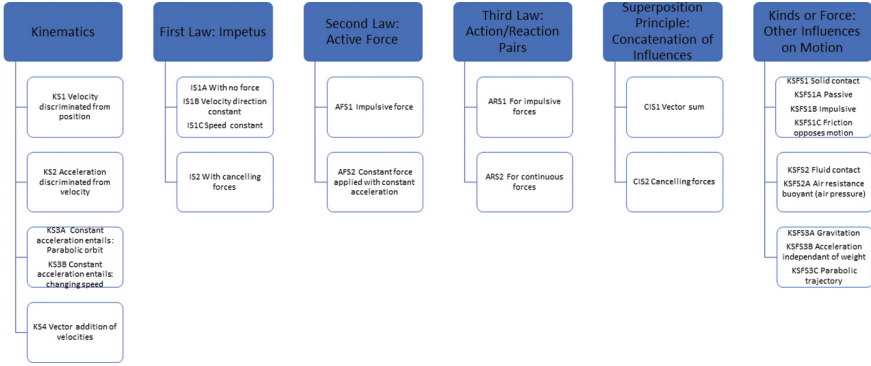 Kinematics
KS1 Velocity
discriminated from
position
KS2 Acceleration
discriminated from
velocity
KS3A Constant
acceleration entails:
Parabolic orbit
KS3B Constant
acceleration entails:
changing speed
KS4 Vector addition of
velocities
First Law: Impetus
IS1A With no force
IS1B Velocity direction
constant
IS1C Speed constant
IS2 With cancelling
forces
Second Law:
Active Force
AFS1 Impulsive force
AFS2 Constant force
applied with constant
acceleration
Third Law:
Action/Reaction
Pairs
ARS1 For impulsive
forces
ARS2 For continuous
forces
Superposition
Principle:
Concatenation of
Influences
CIS1 Vector sum
CIS2 Cancelling forces
Kinds or Force:
Other Influences
on Motion
KSFS1 Solid contact
KSFS1A Passive
KSFS1B Impulsive
KSFS1C Friction
opposes motion
KSFS2 Fluid contact
KSFS2A Air resistance
buoyant (air pressure)
KSFS3A Gravitation
KSFS3B Acceleration
independant of weight
KSFS3C Parabolic
trajectory